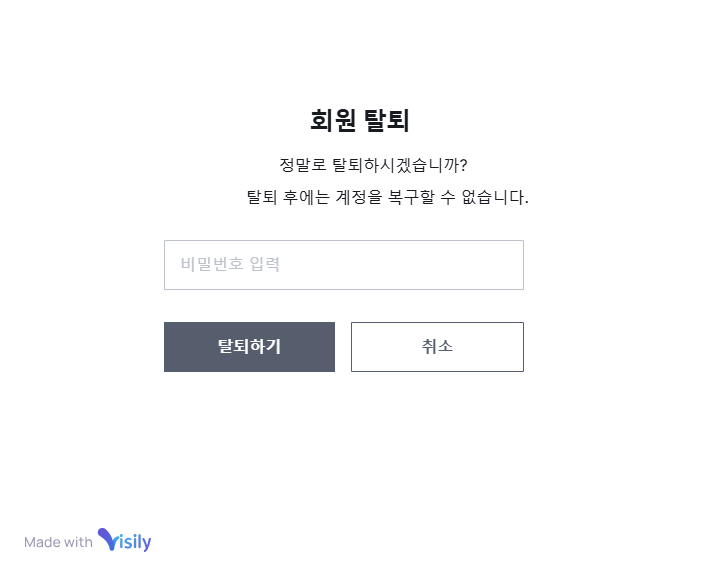 회원 탈퇴
정말로 탈퇴하시겠습니까?
탈퇴 후에는 계정을 복구할 수 없습니다.
비밀번호 입력
탈퇴하기 취소
Made with Visily